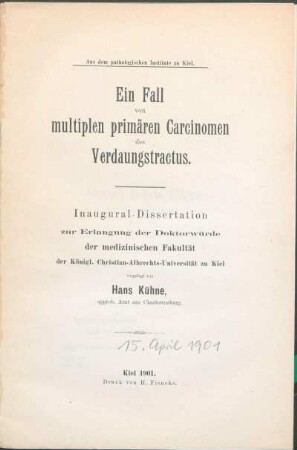 Aus dem pathologischen Institute zu Kiel.
Ein Fall
von
multiplen primären Carcinomen
des
Verdaungstractus.
Inaugural-Dissertation
zur Erlangung der Doktorwürde
der medizinischen Fakultät
der Königl. Christian-Albrechts-Universität zu Kiel
vorgelegt von
Hans Kühne,
approb. Arzt aus Charlottenburg.
15. April 1901
Kiel 1901.
Druck von H. Fiencke.